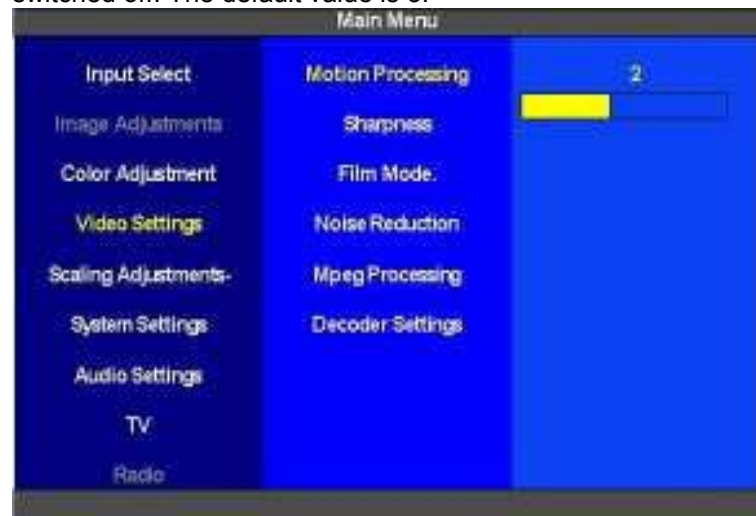 Main Menu
Input Select
Image Adjustments
Color Adjustment
Video Settings
Scaling Adjustments-
System Settings
Audio Settings
TV
Radio
Motion Processing
Sharpness
Film Mode.
Noise Reduction
Mpeg Processing
Decoder Settings
2